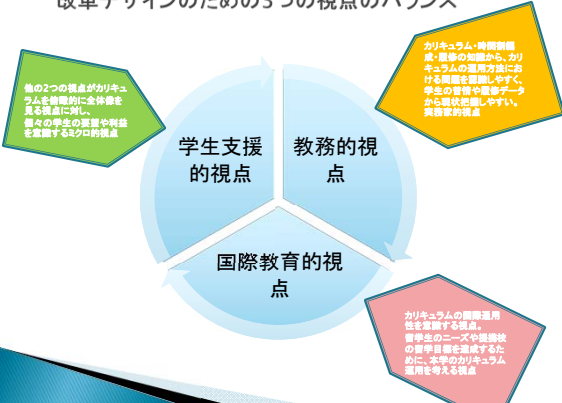 改革デザインのための3つの視点のバランス
カリキュラム・時間割編
成・履修の知識から、カリ
キュラムの運用方法にお
ける問題を意識しやすく、
学生の苦情や履修データ
から現状把握しやすい。
実務家的視点
他の2つの視点がカリキュ
ラムを俯瞰的に全体像を
見る視点に対し、
個々の学生の要望や利益
を意識するミクロ的視点
学生支援
的視点
教務的視
点
国際教育的視
点
カリキュラムの国際通用
性を意識する視点。
留学生のニーズや提携校
の留学目標を達成するた
めに、本学のカリキュラム
運用を考える視点